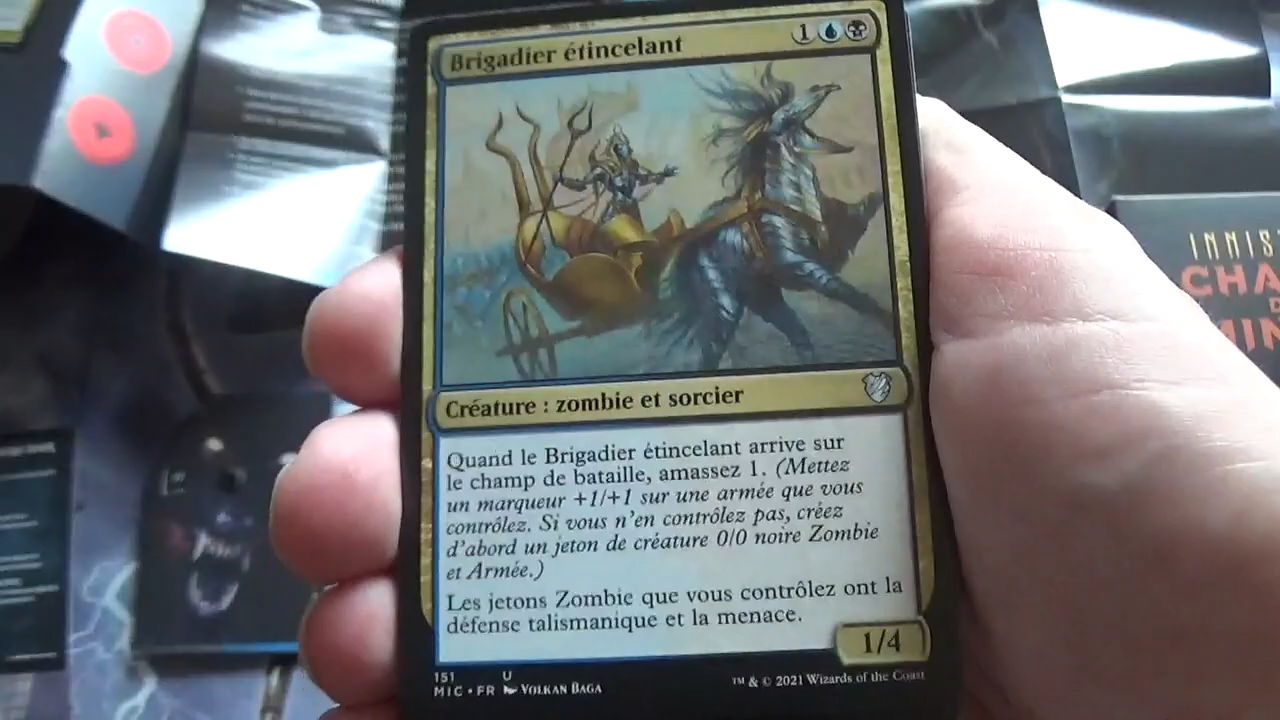 Brigadier étincelant
1
Créature : zombie et sorcier
Quand le Brigadier étincelant arrive sur
le champ de bataille, amassez 1. (Mettez
un marqueur +1/+1 sur une armée que vous
contrôlez. Si vous n'en contrôlez pas, créez
d'abord un jeton de créature 0/0 noire Zombie
et Armée.)
Les jetons Zombie que vous contrôlez ont la
défense talismanique et la menace.
1/4
151 U
MIC • FR VOLKAN BAGA
™ & © 2021 Wizards of the Coast